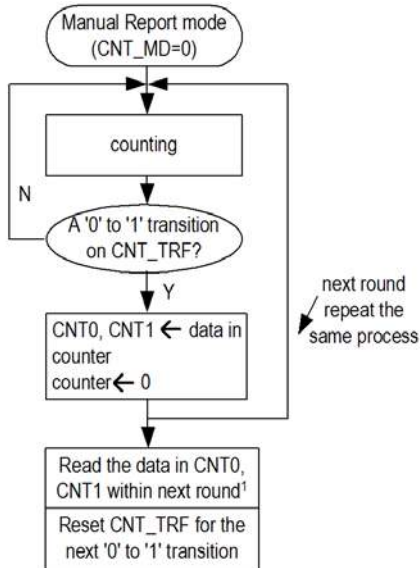 Manual Report mode
(CNT_MD=0)
counting
N
A '0' to '1' transition
on CNT_TRF?
Y
next round
repeat the
same process
CNT0, CNT1 ← data in
counter
counter ← 0
Read the data in CNT0,
CNT1 within next round¹
Reset CNT_TRF for the
next '0' to '1' transition